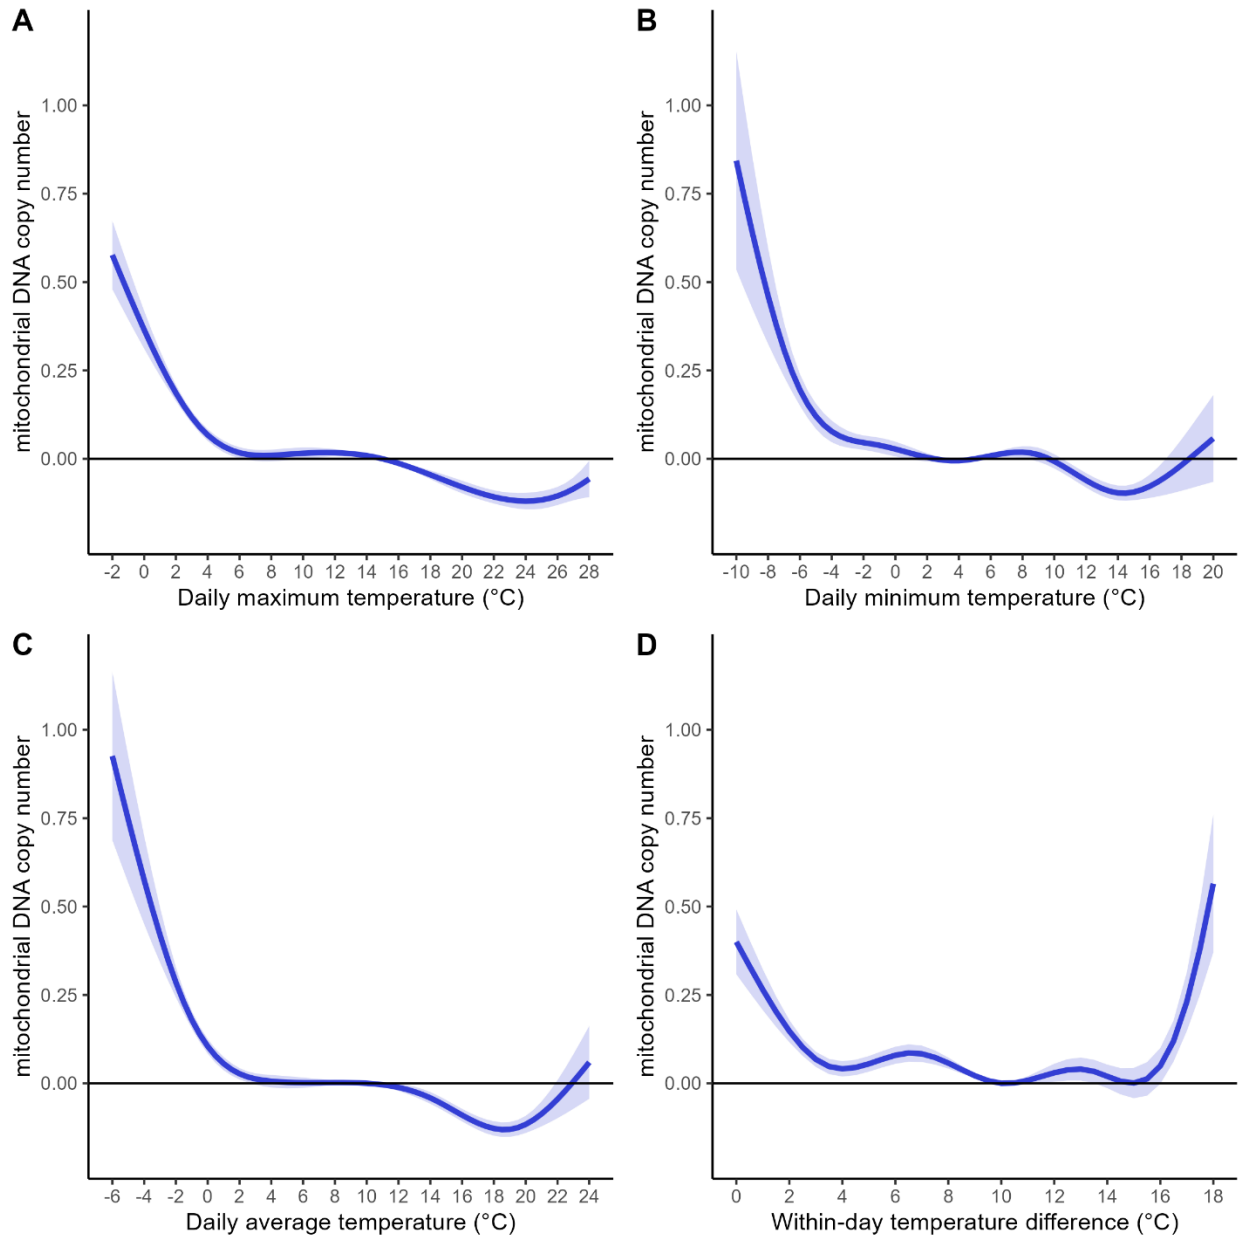 A
mitochondrial DNA copy number
1.00
0.75
0.50
0.25
0.00
-2 0 2 4 6 8 10 12 14 16 18 20 22 24 26 28
Daily maximum temperature (°C)
B
mitochondrial DNA copy number
1.00
0.75
0.50
0.25
0.00
-10 -8 -6 -4 -2 0 2 4 6 8 10 12 14 16 18 20
Daily minimum temperature (°C)
C
mitochondrial DNA copy number
1.00
0.75
0.50
0.25
0.00
-6 -4 -2 0 2 4 6 8 10 12 14 16 18 20 22 24
Daily average temperature (°C)
D
mitochondrial DNA copy number
1.00
0.75
0.50
0.25
0.00
0 2 4 6 8 10 12 14 16 18
Within-day temperature difference (°C)